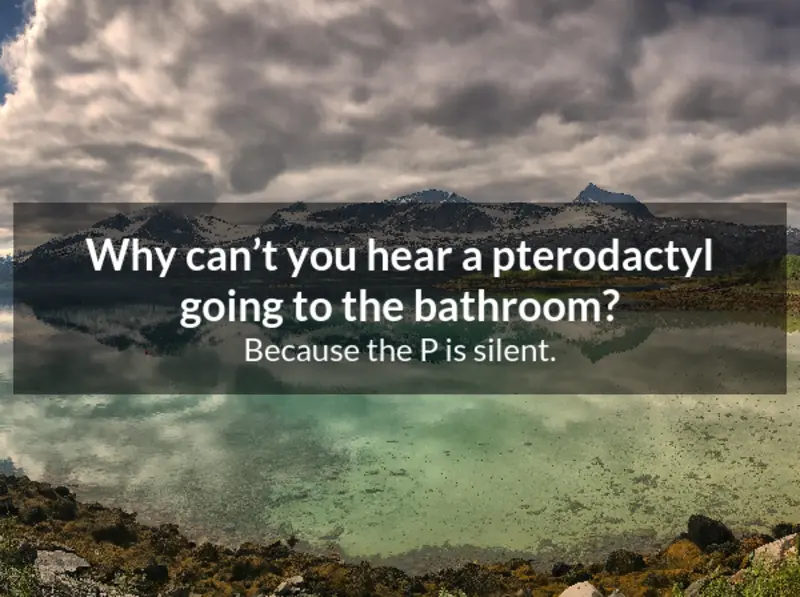 Why can’t you hear a pterodactyl
going to the bathroom?
Because the P is silent.